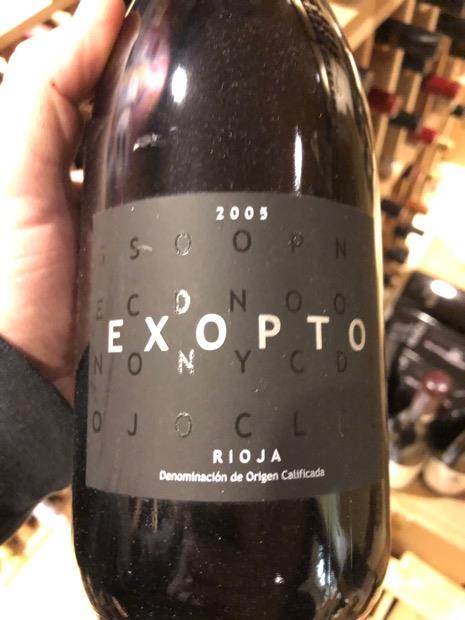 2005
S O O P N
E C D N O O
EXOPTO
N O N Y C D
O J O C L
RIOJA
Denominación de Origen Calificada